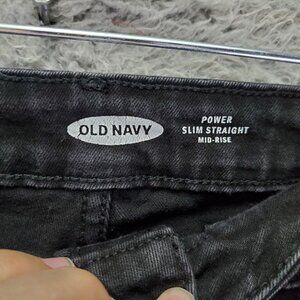 OLD NAVY
POWER
SLIM STRAIGHT
MID-RISE